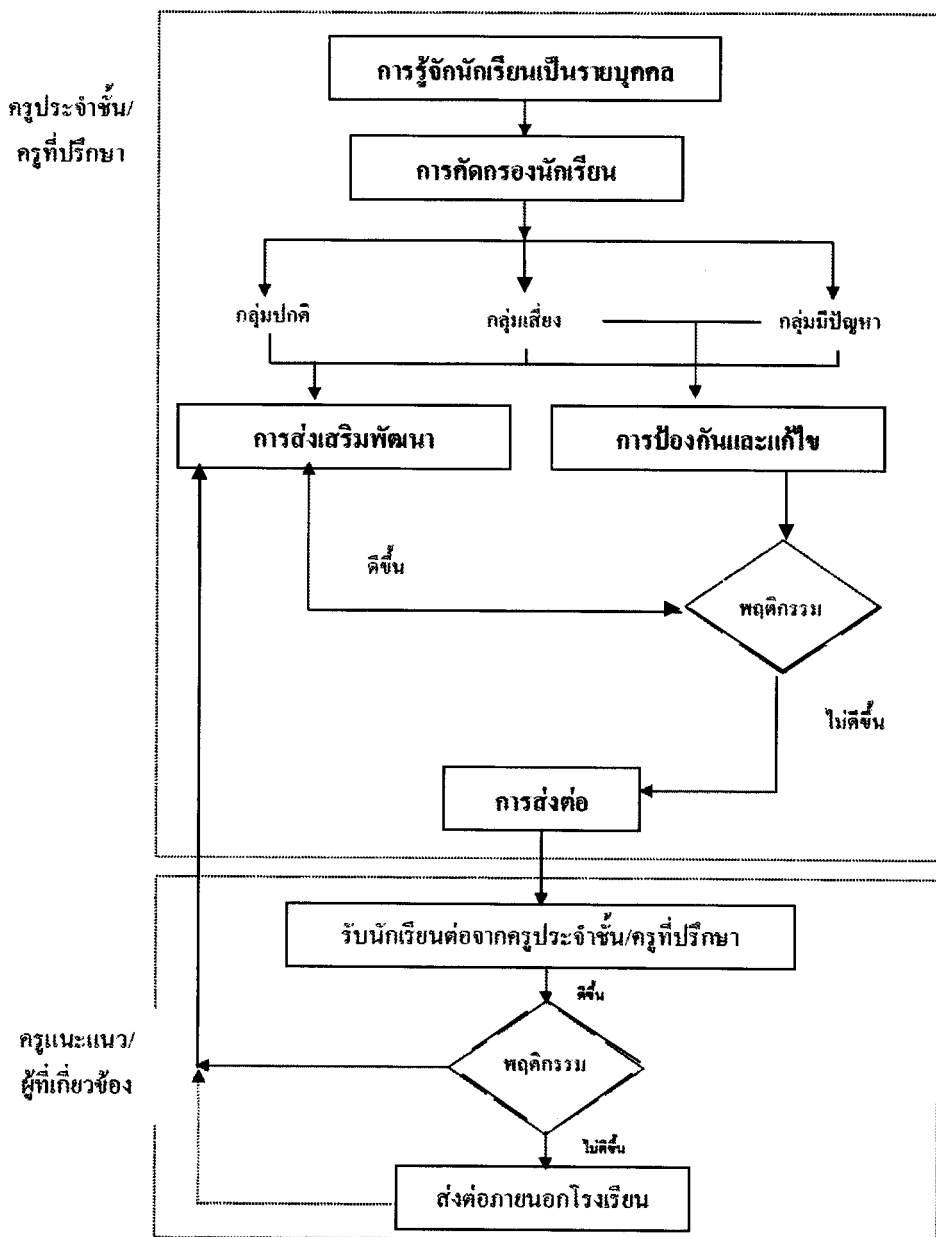 การรู้จักนักเรียนเป็นรายบุคคล
ครูประจำชั้น/
ครูที่ปรึกษา
การคัดกรองนักเรียน
กลุ่มปกติ
กลุ่มเสี่ยง
กลุ่มมีปัญหา
การส่งเสริมพัฒนา
การป้องกันและแก้ไข
ดีขึ้น
พฤติกรรม
ไม่ดีขึ้น
การส่งต่อ
รับนักเรียนต่อจากครูประจำชั้น/ครูที่ปรึกษา
ดีขึ้น
ครูแนะแนว/
ผู้ที่เกี่ยวข้อง
พฤติกรรม
ไม่ดีขึ้น
ส่งต่อภายนอกโรงเรียน